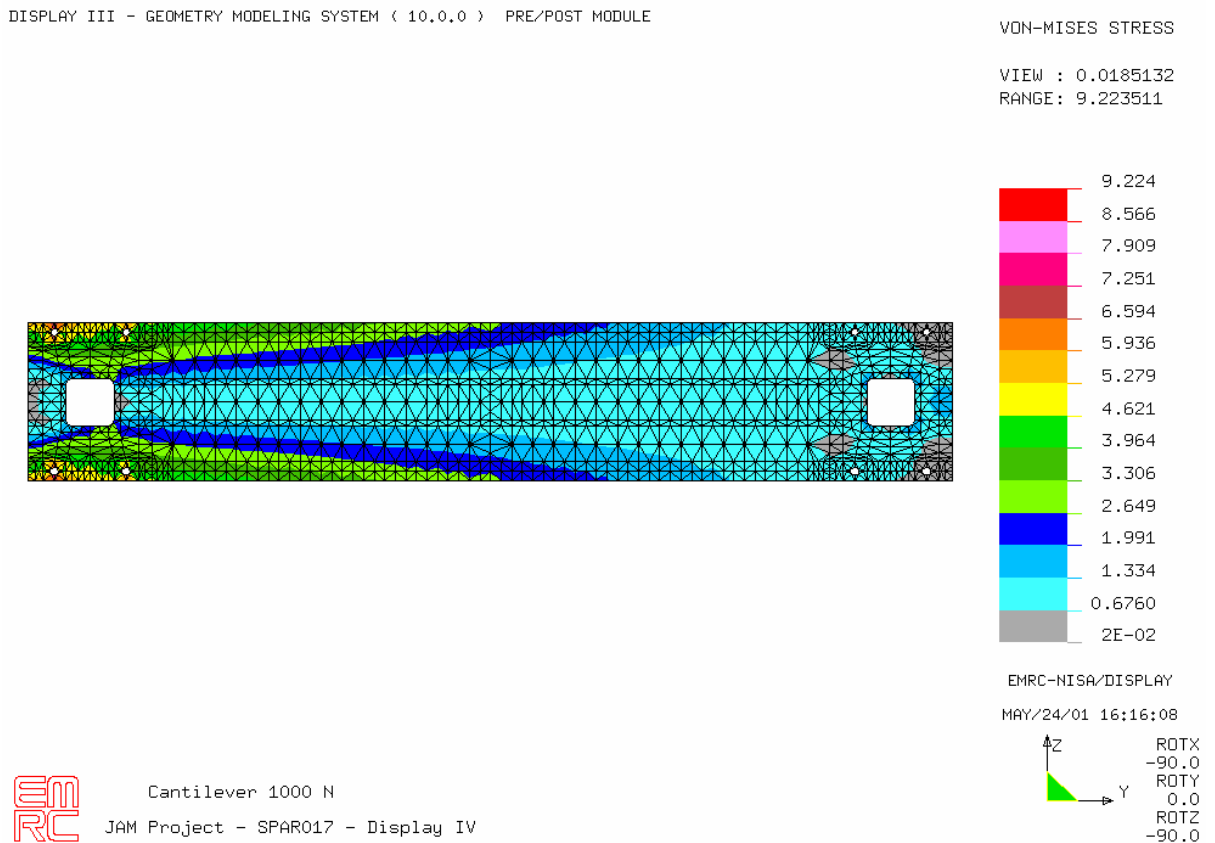 DISPLAY III - GEOMETRY MODELING SYSTEM ( 10.0.0 )  PRE/POST MODULE
VON-MISES STRESS
VIEW : 0.0185132
RANGE: 9.223511
9.224
8.566
7.909
7.251
6.594
5.936
5.279
4.621
3.964
3.306
2.649
1.991
1.334
0.6760
2E-02
EMRC-NISA/DISPLAY
MAY/24/01 16:16:08
Z
Y
ROTX
-90.0
ROTY
0.0
ROTZ
-90.0
EM
RC
Cantilever 1000 N
JAM Project - SPAR017 - Display IV